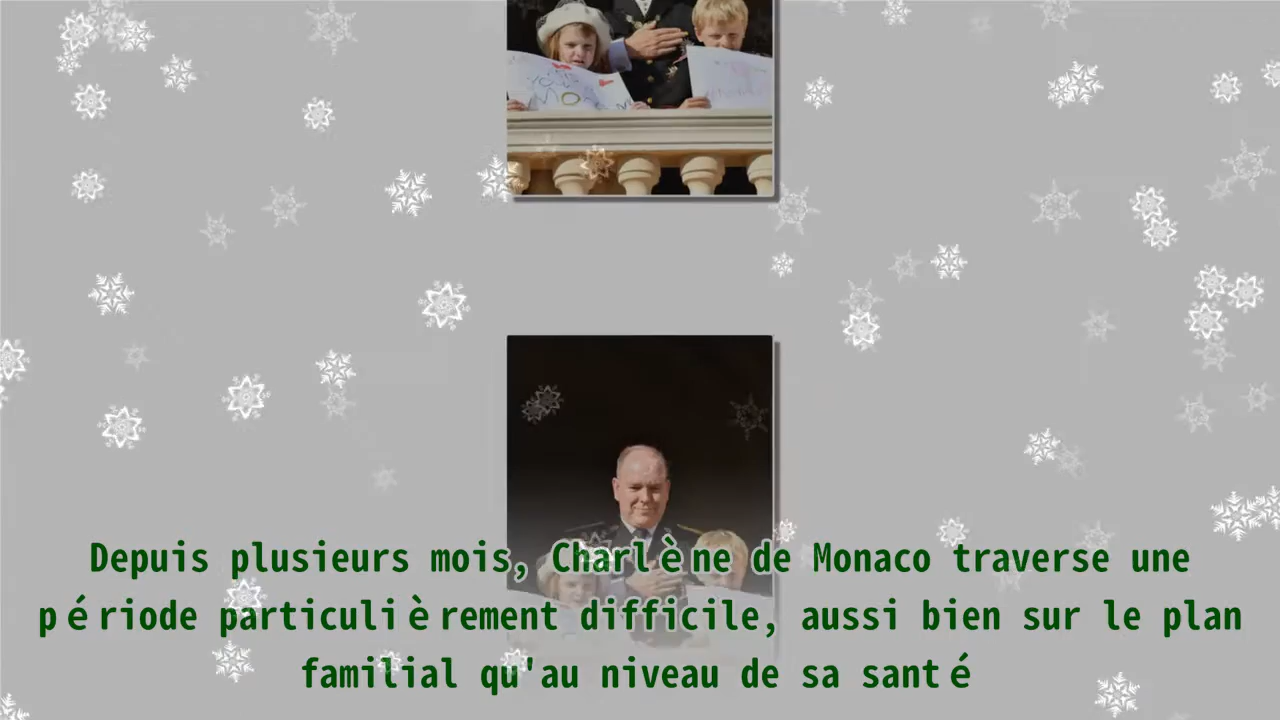 Depuis plusieurs mois, Charlène de Monaco traverse une
période particulièrement difficile, aussi bien sur le plan
familial qu'au niveau de sa santé